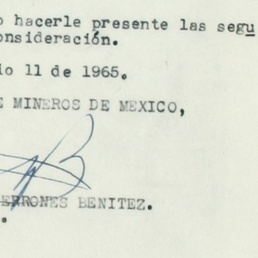 o hacerle presente las segu
onsideración.
io 11 de 1965.
E MINEROS DE MEXICO,
ERRONES BENITEZ.
.